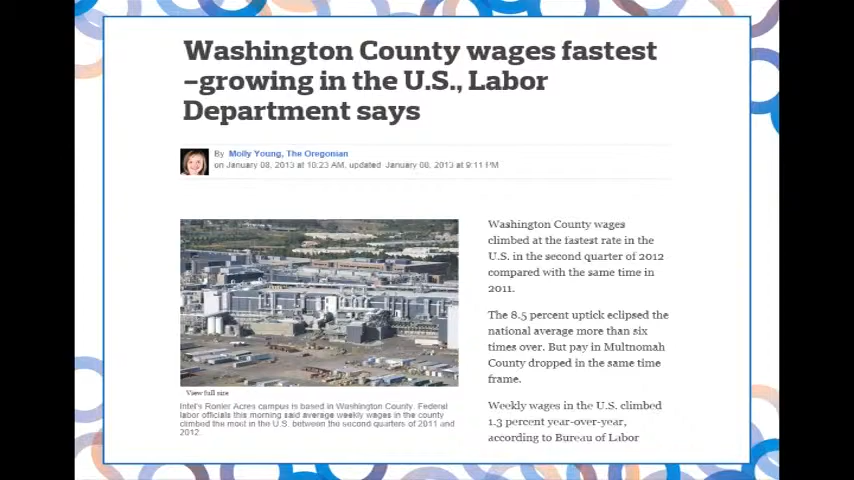 Washington County wages fastest
-growing in the U.S., Labor
Department says
By Molly Young, The Oregonian
on January 08, 2013 at 10:23 AM, updated January 08, 2013 at 9:11 PM
Washington County wages
climbed at the fastest rate in the
U.S. in the second quarter of 2012
compared with the same time in
2011.
The 8.5 percent uptick eclipsed the
national average more than six
times over. But pay in Multnomah
County dropped in the same time
frame.
Weekly wages in the U.S. climbed
1.3 percent year-over-year,
according to Bureau of Labor
View full size
Intel's Ronler Acres campus is based in Washington County. Federal
labor officials this morning said average weekly wages in the county
climbed the most in the U.S. between the second quarters of 2011 and
2012.